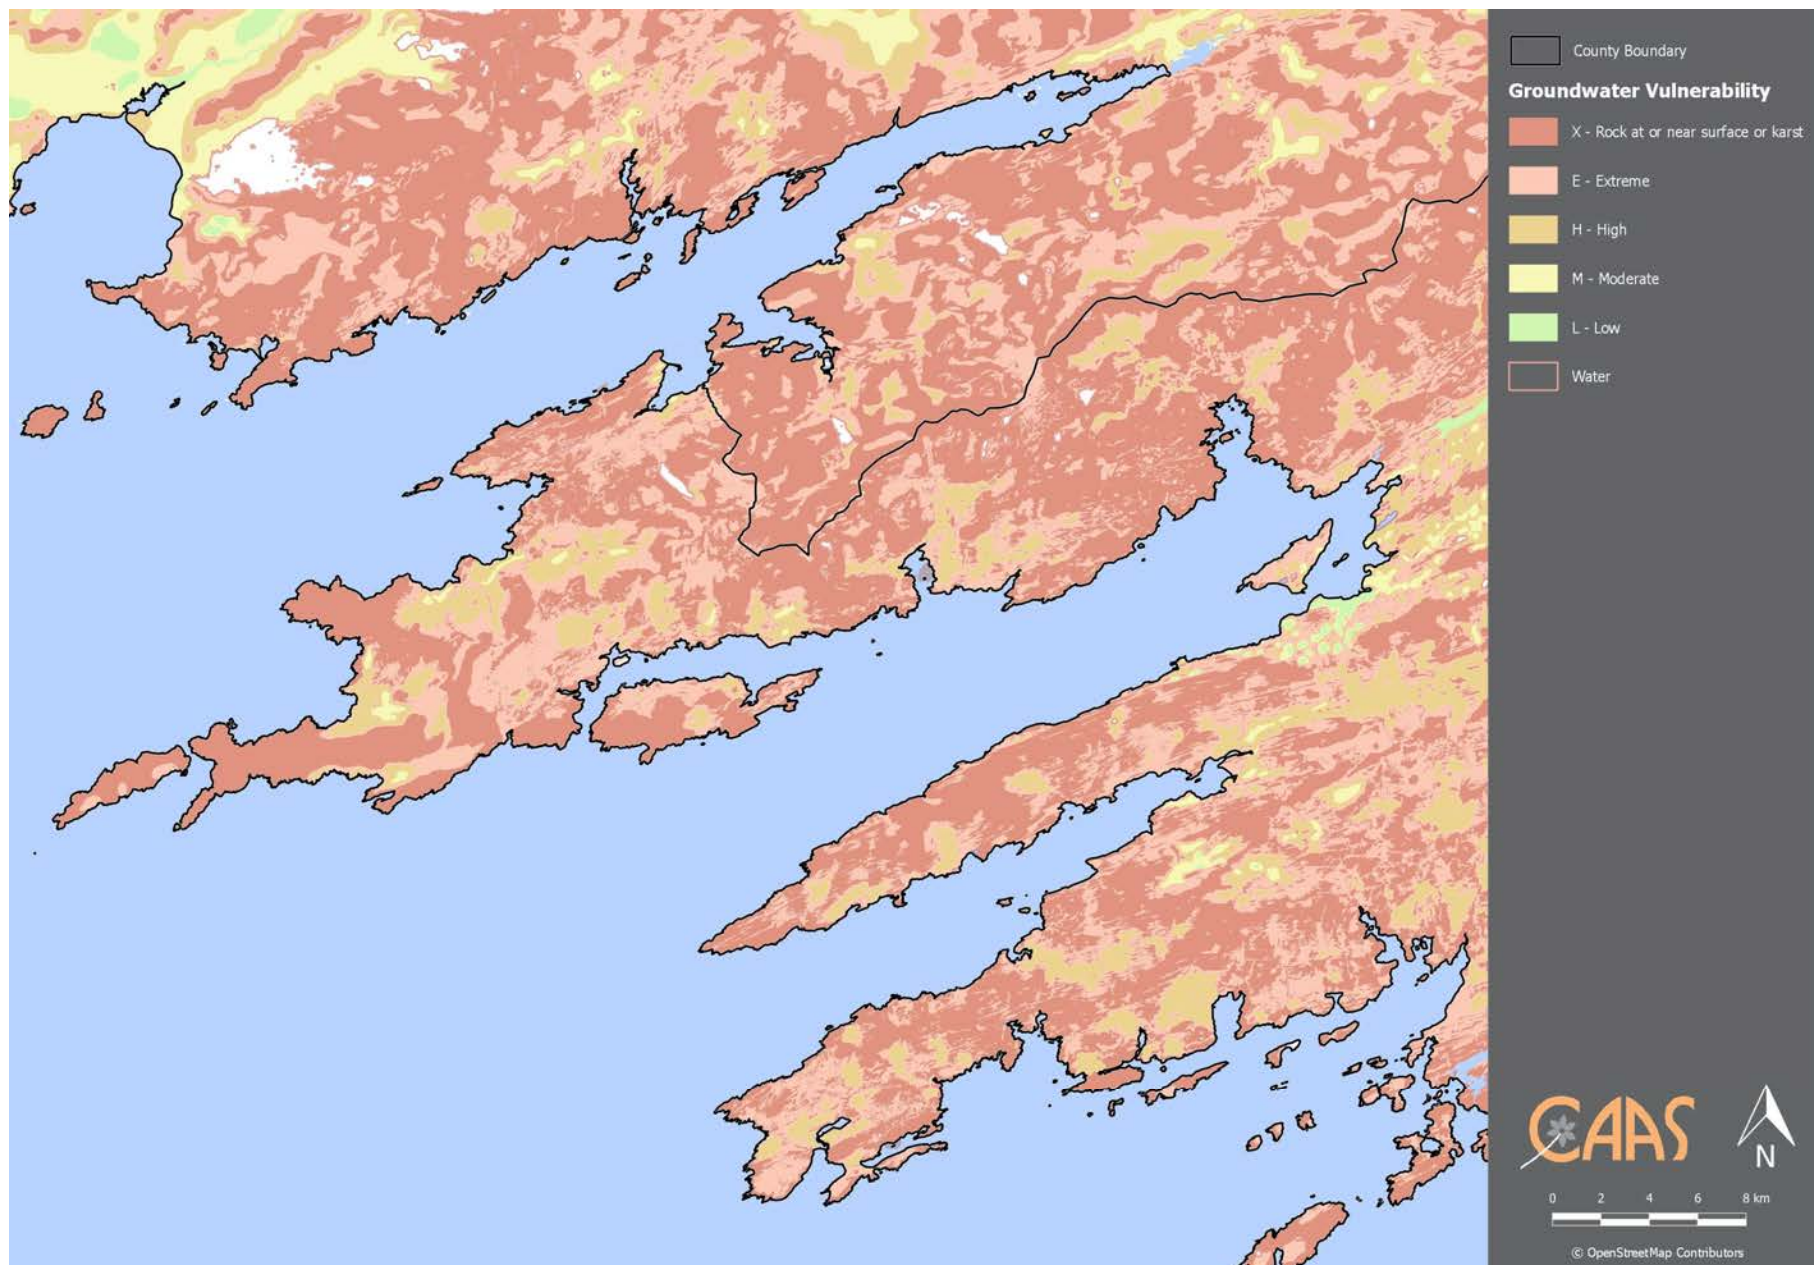 County Boundary
Groundwater Vulnerability
X - Rock at or near surface or karst
E - Extreme
H - High
M - Moderate
L - Low
Water
CAAS
N
0 2 4 6 8 km
© OpenStreetMap Contributors